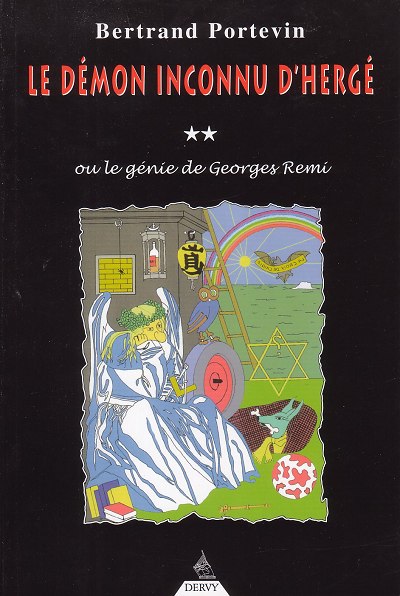 Bertrand Portevin
LE DÉMON INCONNU D'HERGÉ
★★
ou le génie de Georges Remi
DERVY